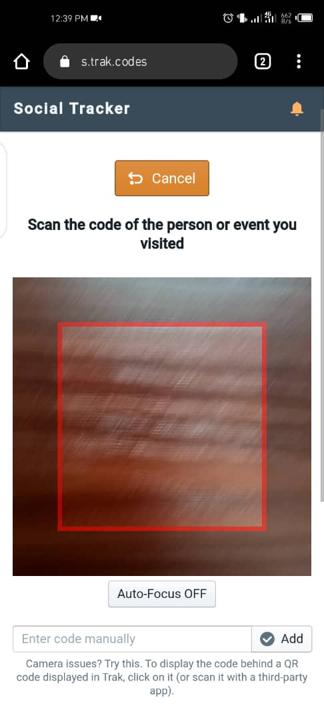 12:39 PM
4G
662
B/s
s.trak.codes
2
Social Tracker
Cancel
Scan the code of the person or event you
visited
Auto-Focus OFF
Enter code manually
Add
Camera issues? Try this. To display the code behind a QR
code displayed in Trak, click on it (or scan it with a third-party
app).